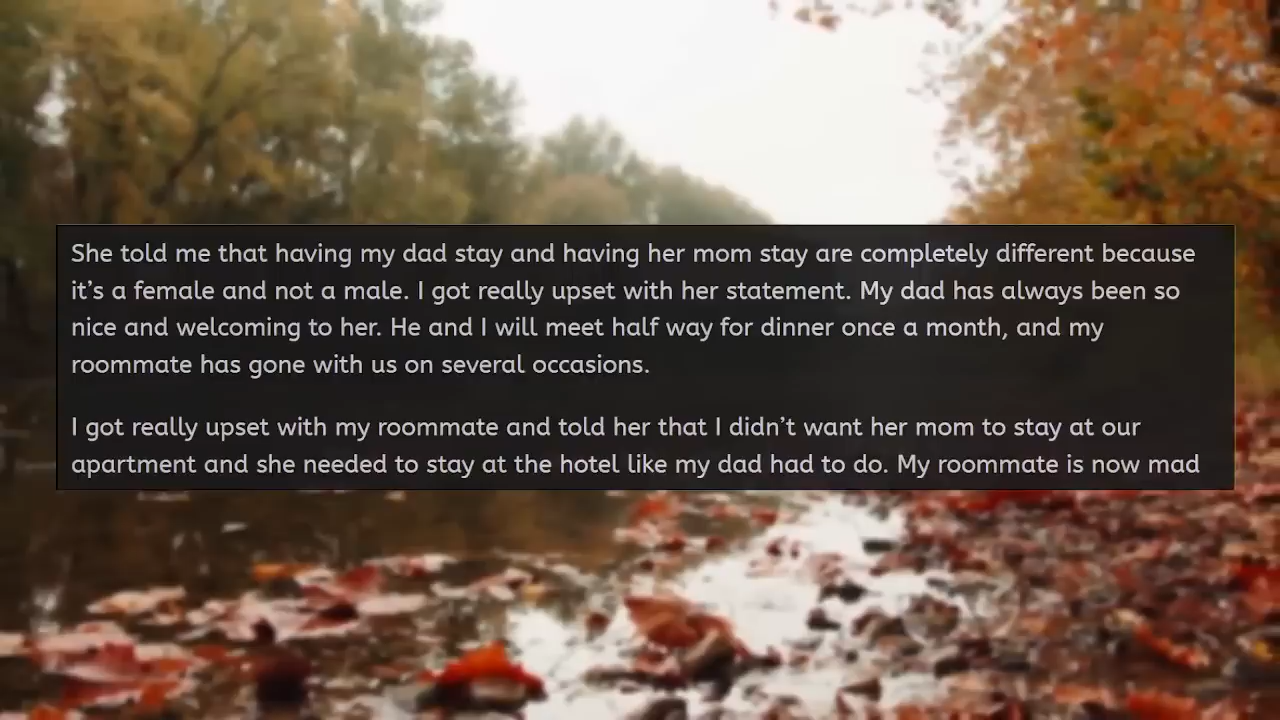 She told me that having my dad stay and having her mom stay are completely different because
it’s a female and not a male. I got really upset with her statement. My dad has always been so
nice and welcoming to her. He and I will meet half way for dinner once a month, and my
roommate has gone with us on several occasions.
I got really upset with my roommate and told her that I didn’t want her mom to stay at our
apartment and she needed to stay at the hotel like my dad had to do. My roommate is now mad